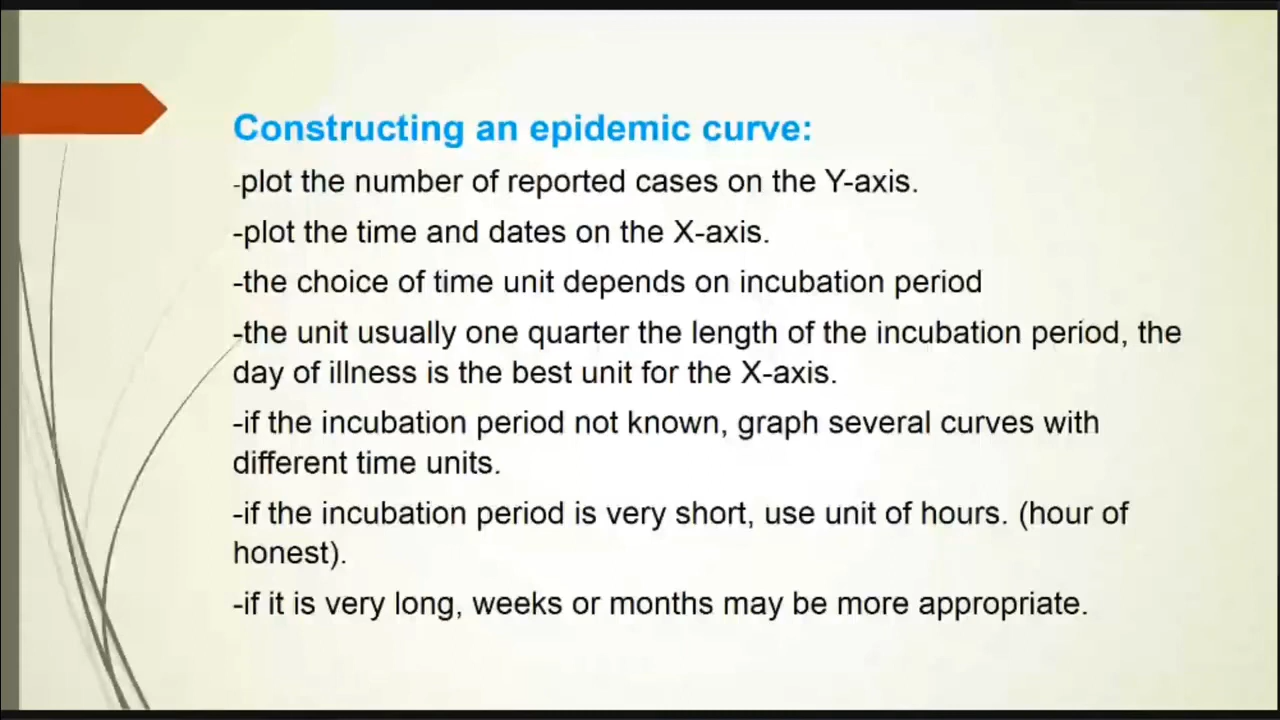 Constructing an epidemic curve:
-plot the number of reported cases on the Y-axis.
-plot the time and dates on the X-axis.
-the choice of time unit depends on incubation period
-the unit usually one quarter the length of the incubation period, the
day of illness is the best unit for the X-axis.
-if the incubation period not known, graph several curves with
different time units.
-if the incubation period is very short, use unit of hours. (hour of
honest).
-if it is very long, weeks or months may be more appropriate.